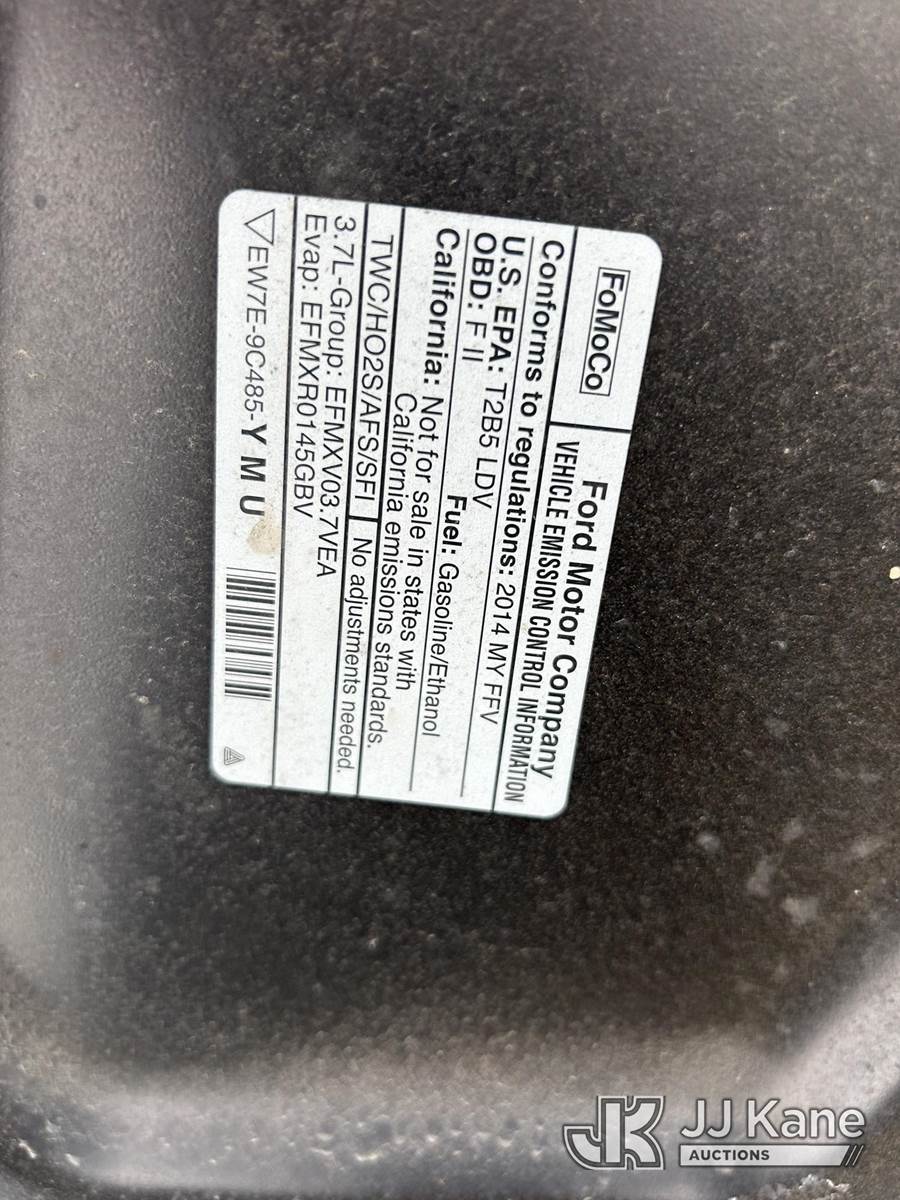 FoMoCo
Ford Motor Company
VEHICLE EMISSION CONTROL INFORMATION
Conforms to regulations: 2014 MY FFV
U.S. EPA: T2B5 LDV
OBD: F II
Fuel: Gasoline/Ethanol
California: Not for sale in states with
California emissions standards.
TWC/HO2S/AFS/SFI
No adjustments needed.
3.7L-Group: EFMXV03.7VEA
Evap: EFMXR0145GBV
EW7E-9C485-Y M U
JK JJ Kane
AUCTIONS